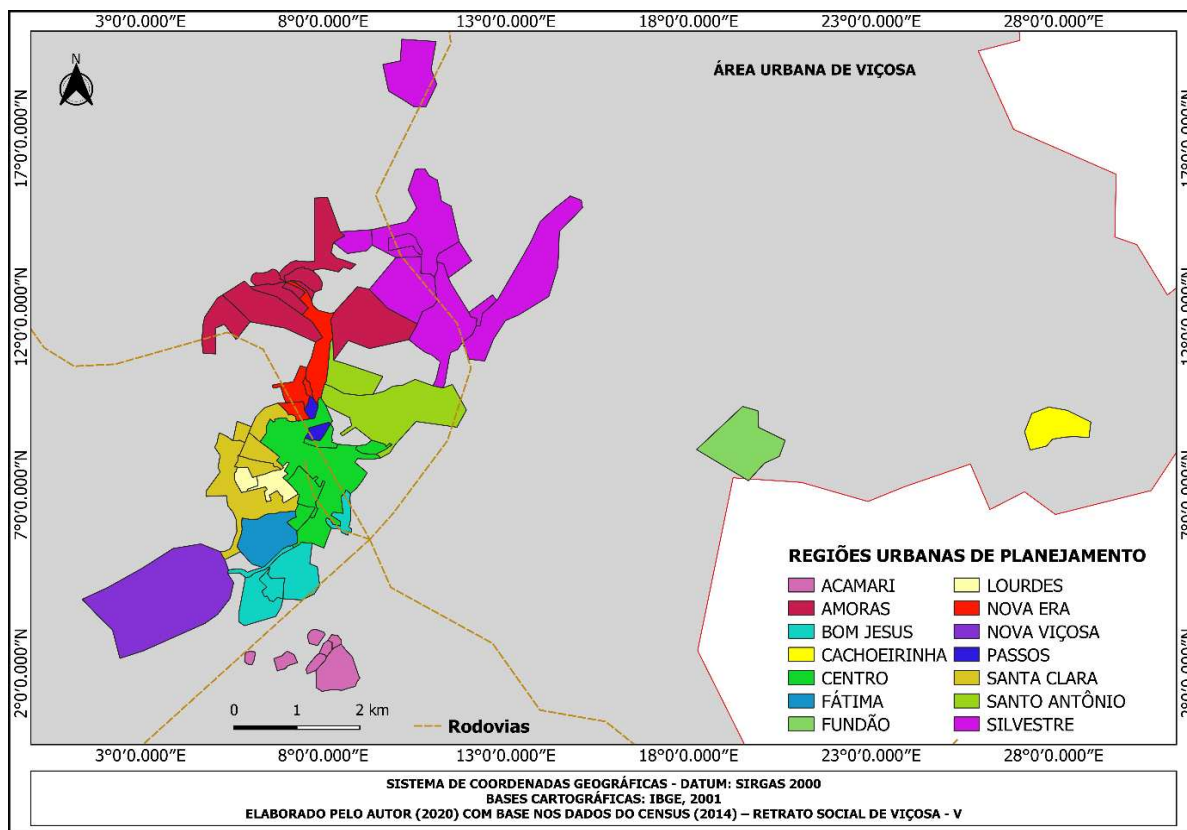 3°0'0.000"E 8°0'0.000"E 13°0'0.000"E 18°0'0.000"E 23°0'0.000"E 28°0'0.000"E
N
ÁREA URBANA DE VIÇOSA
17°0'0.000"N
12°0'0.000"N
7°0'0.000"N
2°0'0.000"N
REGIÕES URBANAS DE PLANEJAMENTO
ACAMARI
AMORAS
BOM JESUS
CACHOEIRINHA
CENTRO
FÁTIMA
FUNDÃO
LOURDES
NOVA ERA
NOVA VIÇOSA
PASSOS
SANTA CLARA
SANTO ANTÔNIO
SILVESTRE
0 1 2 km
Rodovias
3°0'0.000"E 8°0'0.000"E 13°0'0.000"E 18°0'0.000"E 23°0'0.000"E 28°0'0.000"E
SISTEMA DE COORDENADAS GEOGRÁFICAS - DATUM: SIRGAS 2000
BASES CARTOGRÁFICAS: IBGE, 2001
ELABORADO PELO AUTOR (2020) COM BASE NOS DADOS DO CENSUS (2014) – RETRATO SOCIAL DE VIÇOSA - V